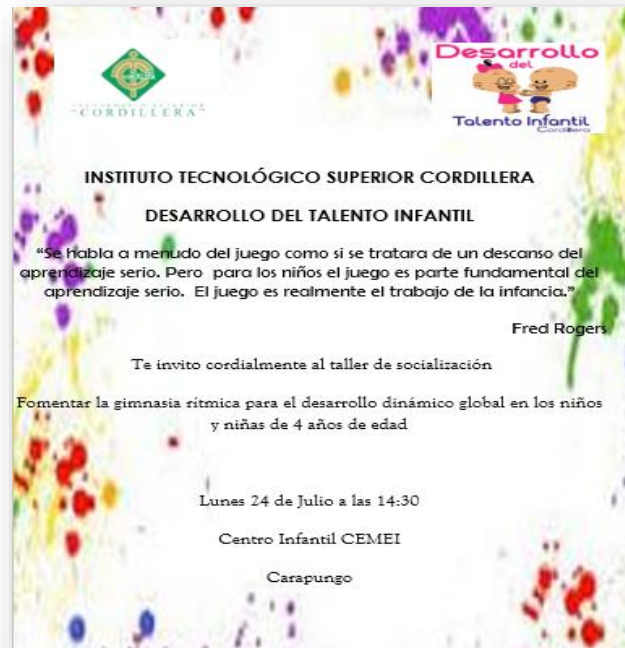 "CORDILLERA"
Desarrollo
del
Talento Infantil
Cordillera
INSTITUTO TECNOLÓGICO SUPERIOR CORDILLERA
DESARROLLO DEL TALENTO INFANTIL
“Se habla a menudo del juego como si se tratara de un descanso del
aprendizaje serio. Pero para los niños el juego es parte fundamental del
aprendizaje serio. El juego es realmente el trabajo de la infancia.”
Fred Rogers
Te invito cordialmente al taller de socialización
Fomentar la gimnasia rítmica para el desarrollo dinámico global en los niños
y niñas de 4 años de edad
Lunes 24 de Julio a las 14:30
Centro Infantil CEMEI
Carapungo